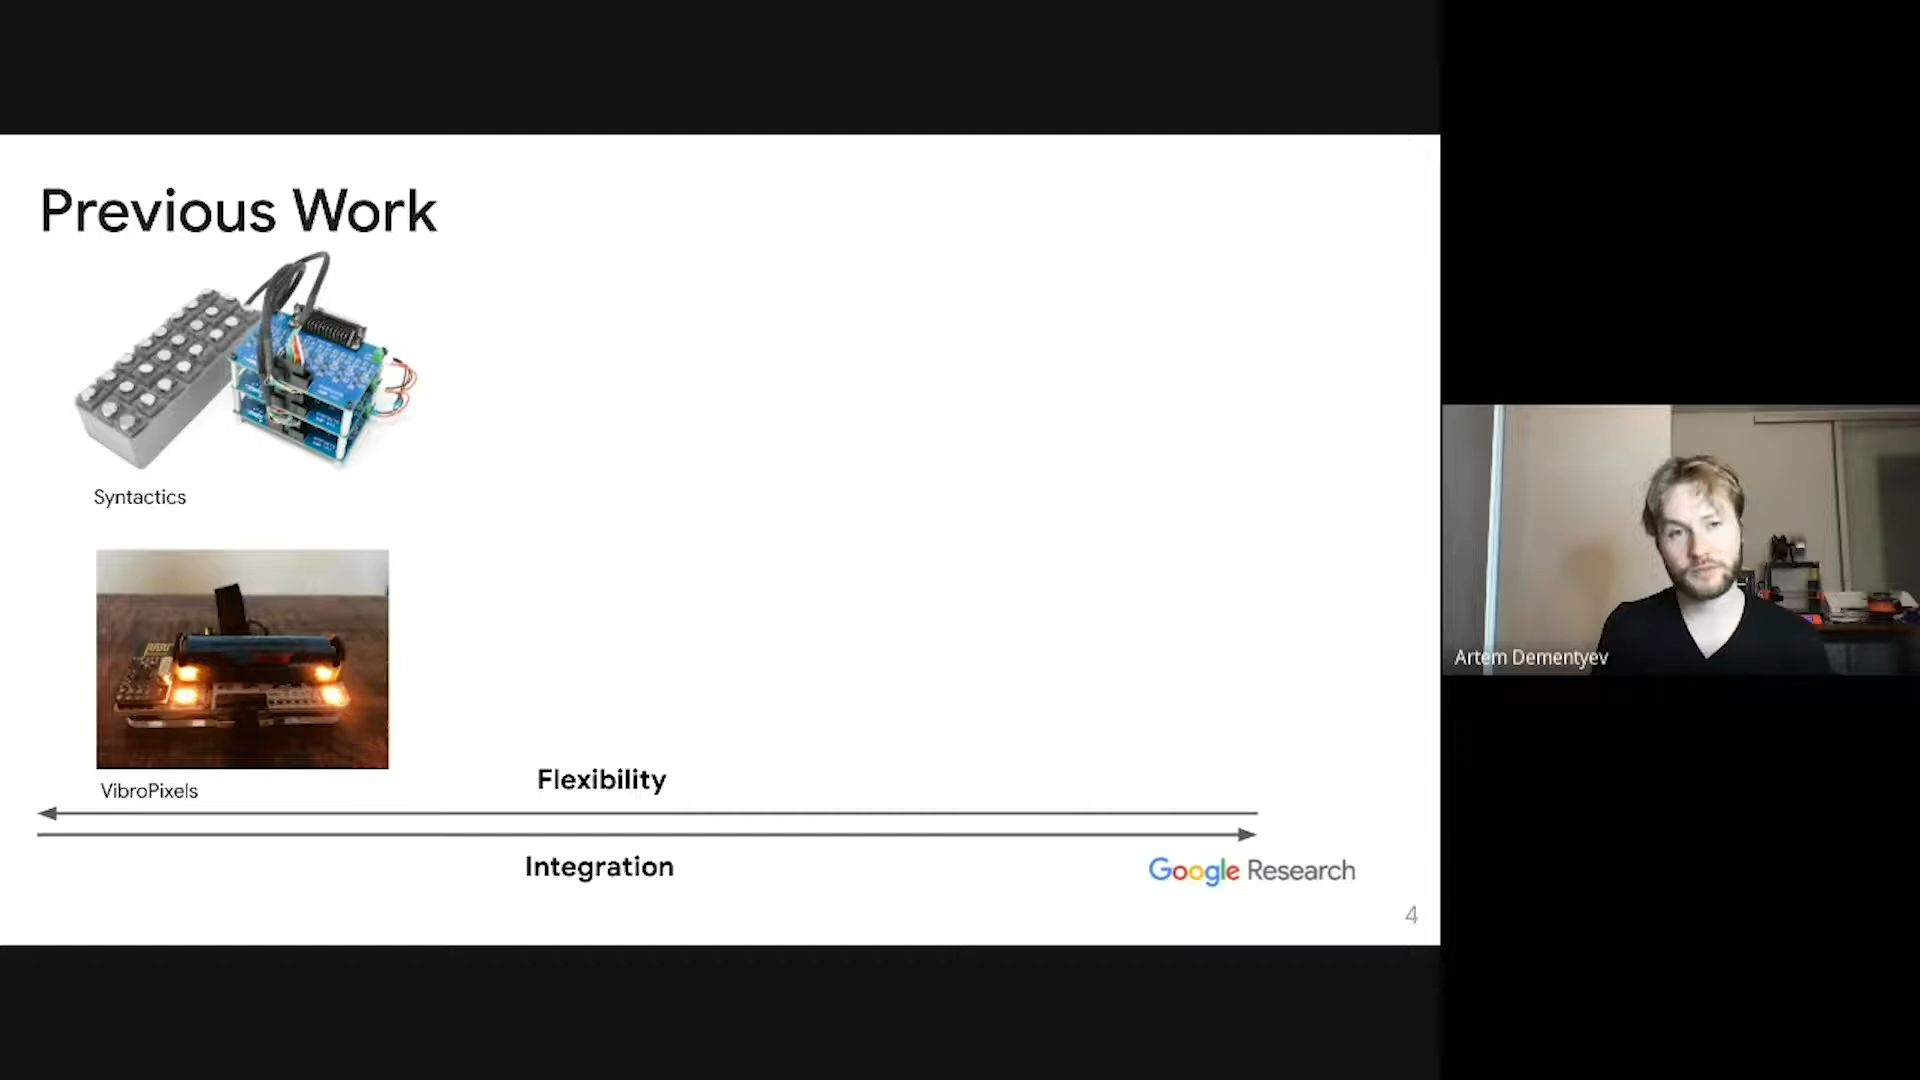 Previous Work
Syntactics
VibroPixels
Flexibility
Integration
Google Research
4
Artem Dementyev